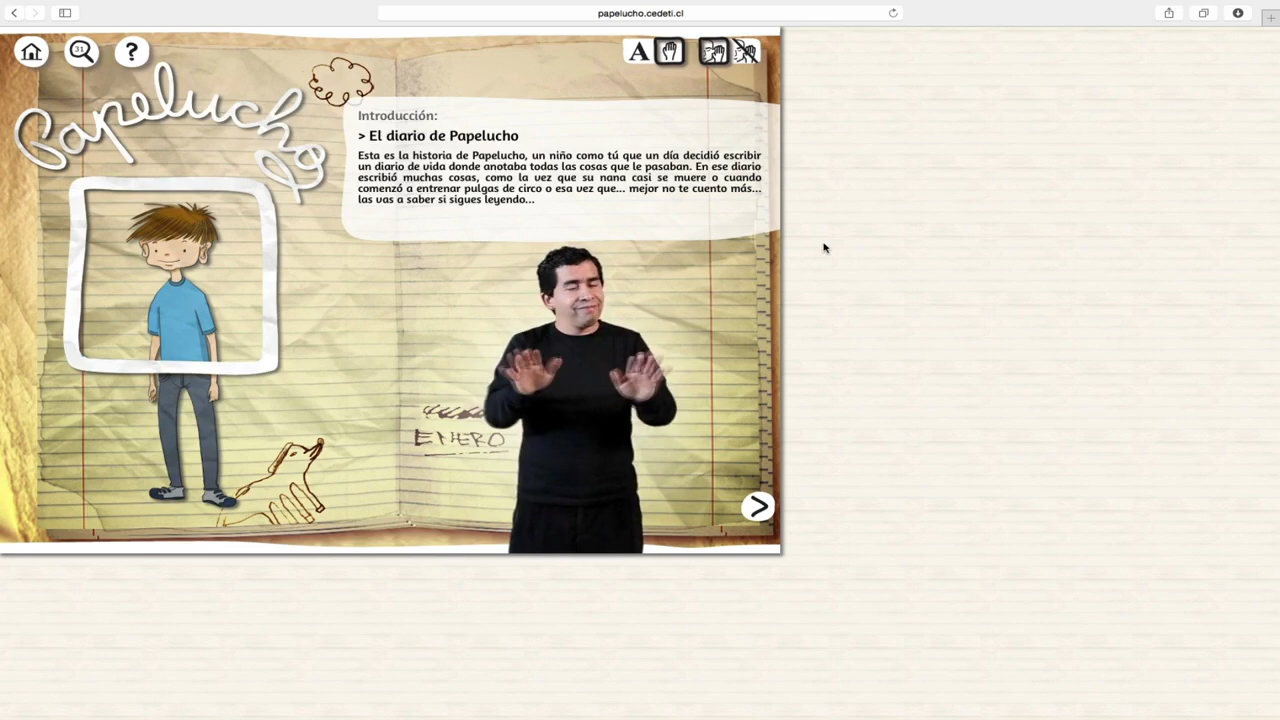 papelucho.cedeti.cl
31
?
A
Papelucho
Introducción:
> El diario de Papelucho
Esta es la historia de Papelucho, un niño como tú que un día decidió escribir
un diario de vida donde anotaba todas las cosas que le pasaban. En ese diario
escribió muchas cosas, como la vez que su nana casi se muere o cuando
comenzó a entrenar pulgas de circo o esa vez que... mejor no te cuento más...
las vas a saber si sigues leyendo...
ENERO
>